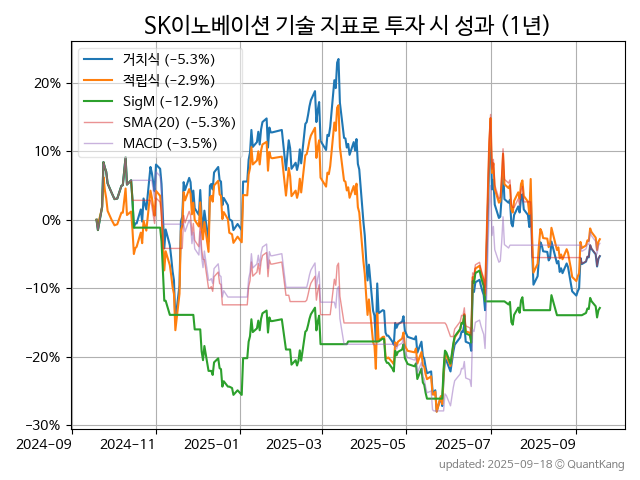 SK이노베이션 기술 지표로 투자 시 성과 (1년)
거치식 (−5.3%)
적립식 (−2.9%)
SigM (−12.9%)
SMA(20) (−5.3%)
MACD (−3.5%)
20%
10%
0%
−10%
−20%
−30%
2024-09 2024-11 2025-01 2025-03 2025-05 2025-07 2025-09
updated: 2025-09-18 ⓒ QuantKang